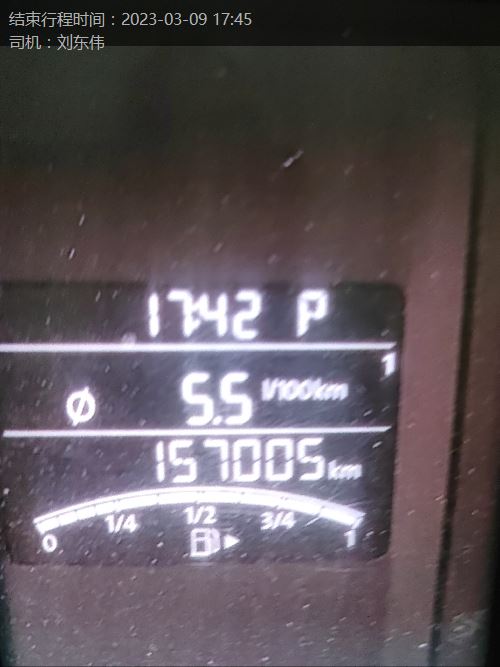 结束行程时间：2023-03-09 17:45
司机：刘东伟
17:42 P
1
Ø 5.5 l/100km
157005 km
0 1/4 1/2 3/4 1